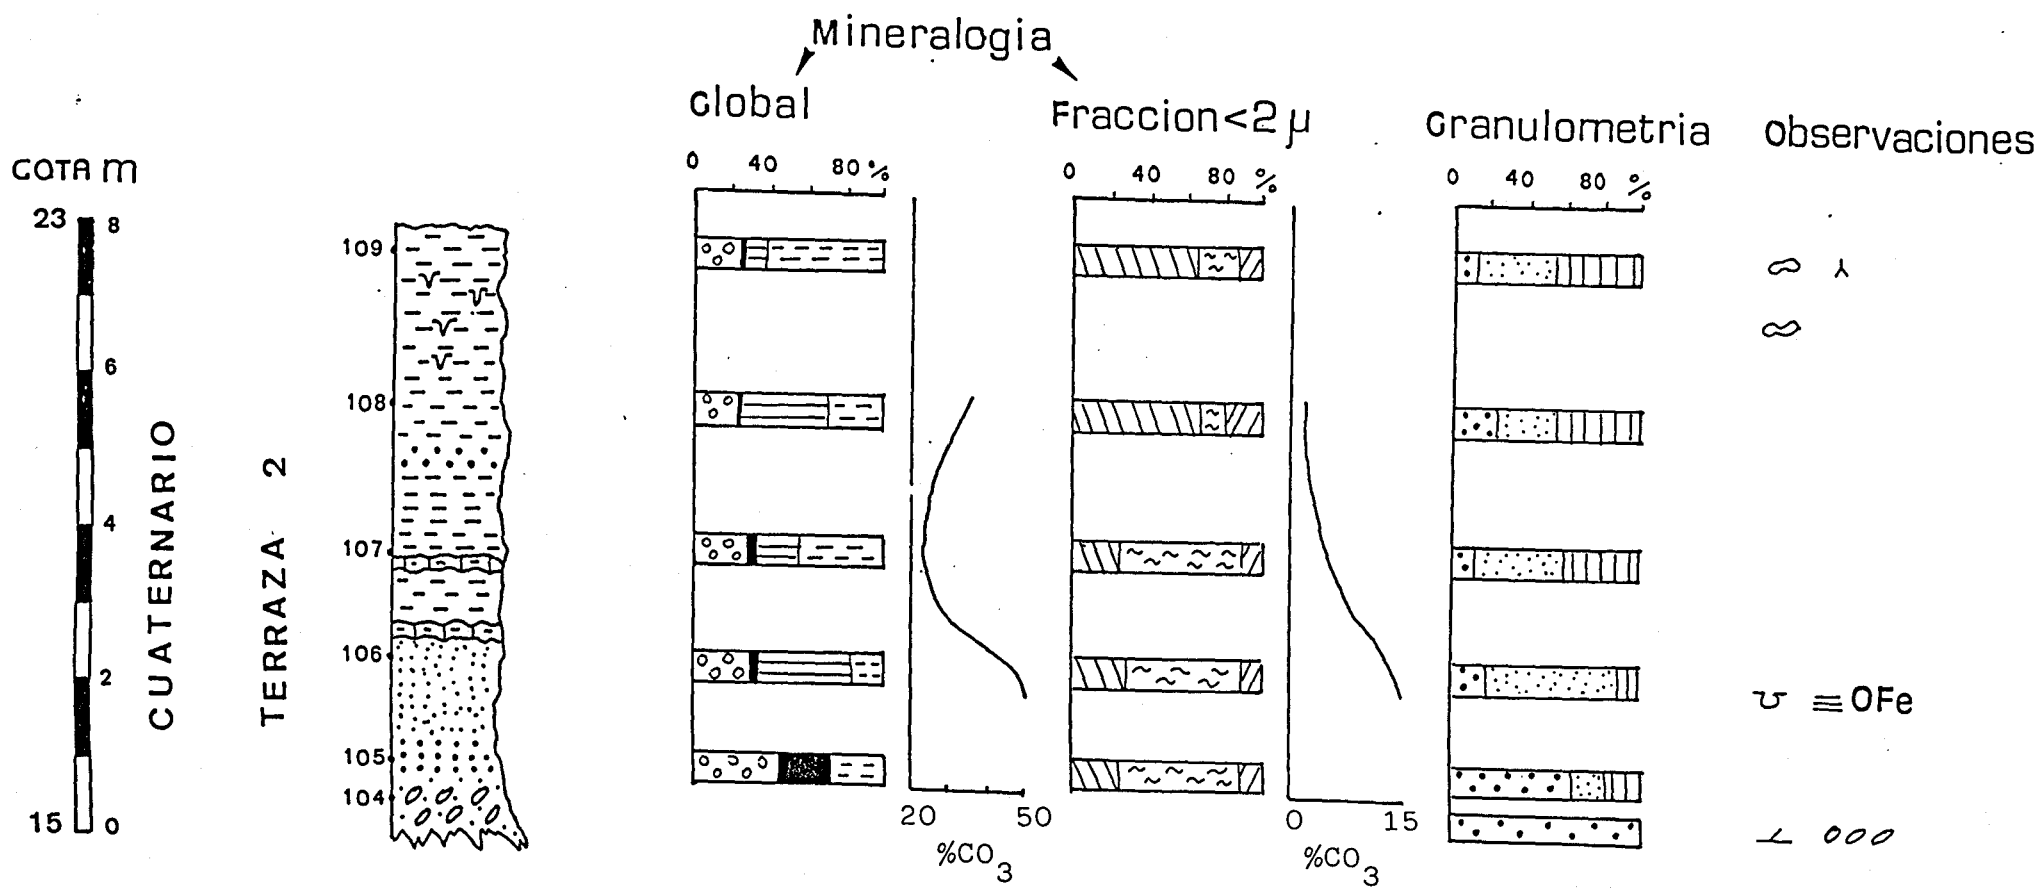 Mineralogia
Global
Fraccion<2 µ
Granulometria
Observaciones
COTA m
0 40 80 %
0 40 80 %
0 40 80 %
23 8
6
4
2
15 0
CUATERNARIO
TERRAZA 2
109
108
107
106
105
104
≡ OFe
20 50
%CO3
0 15
%CO3